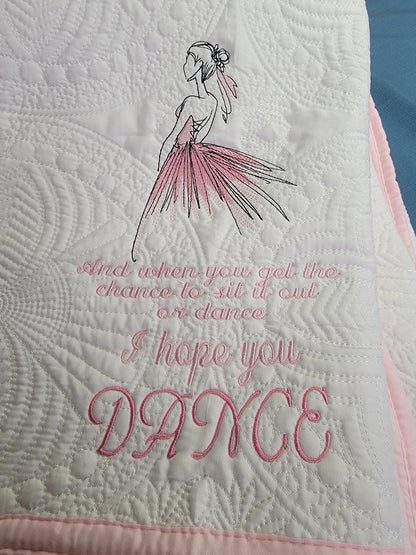 And when you get the
chance to sit it out
or dance
I hope you
DANCE